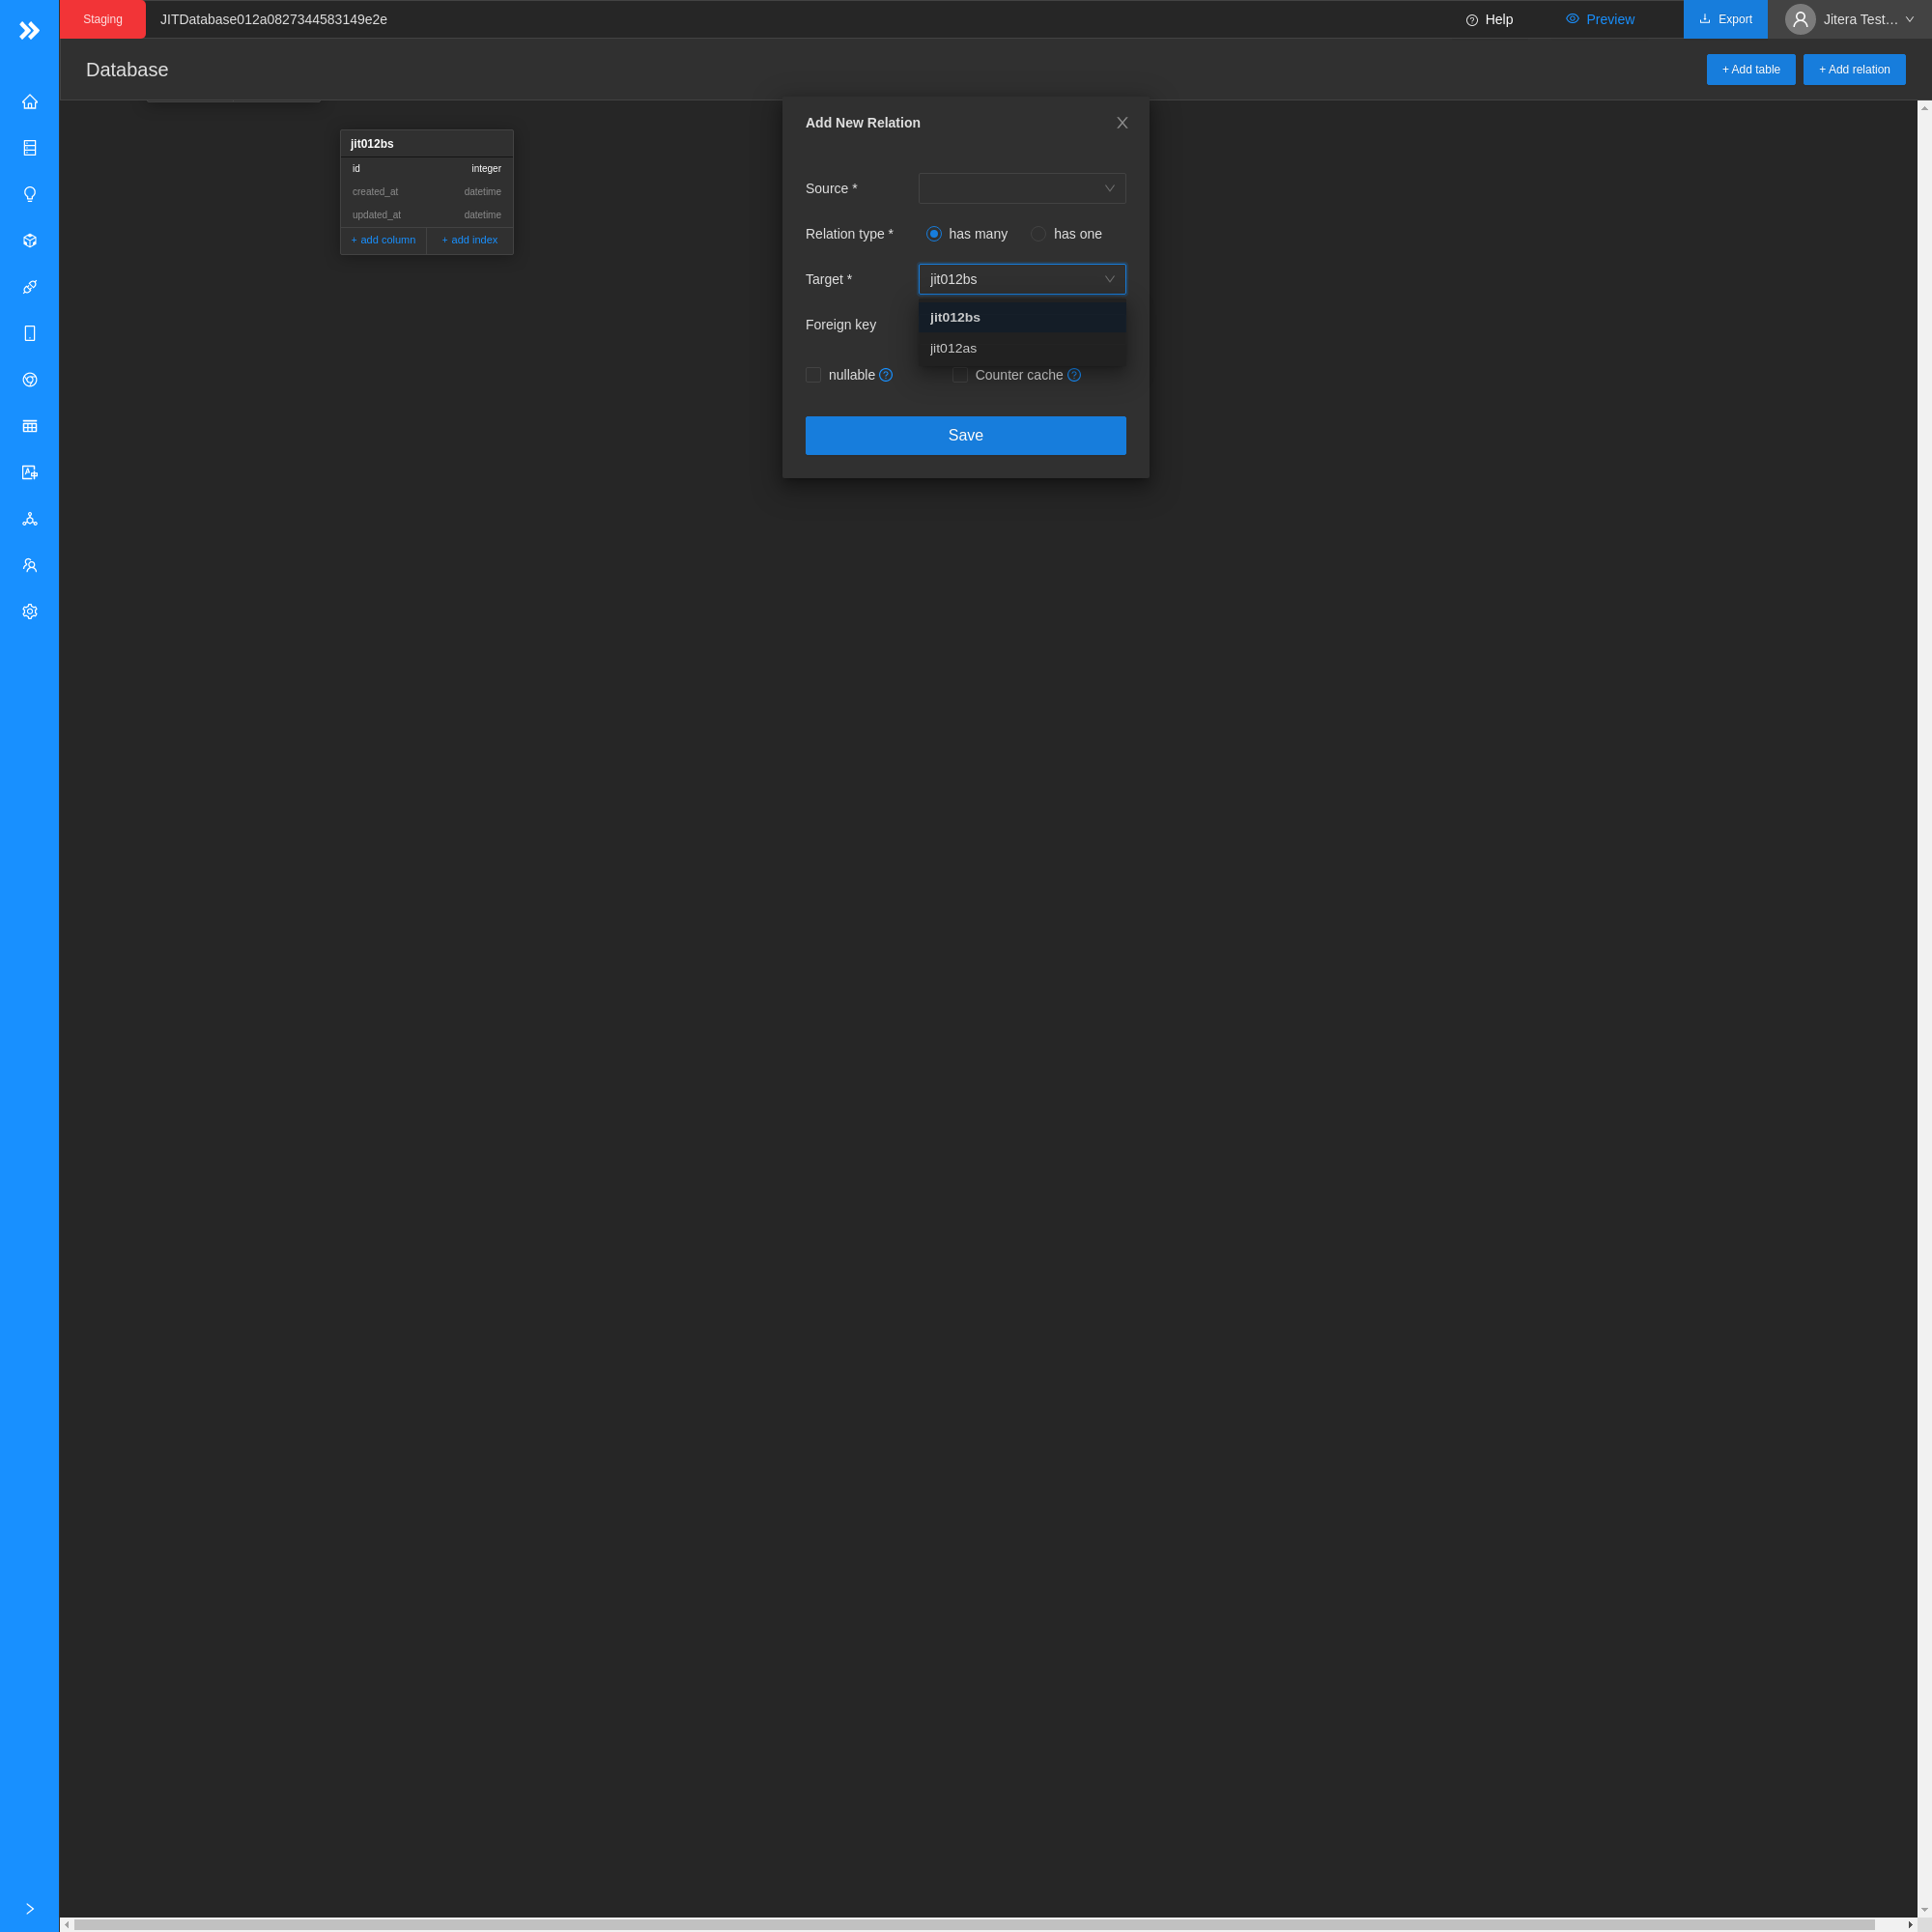 Staging
JITDatabase012a0827344583149e2e
Help
Preview
Export
Jitera Test…
Database
+ Add table
+ Add relation
jit012bs
id integer
created_at datetime
updated_at datetime
+ add column + add index
Add New Relation
Source *
Relation type * has many has one
Target * jit012bs
jit012bs
Foreign key
jit012as
nullable Counter cache
Save